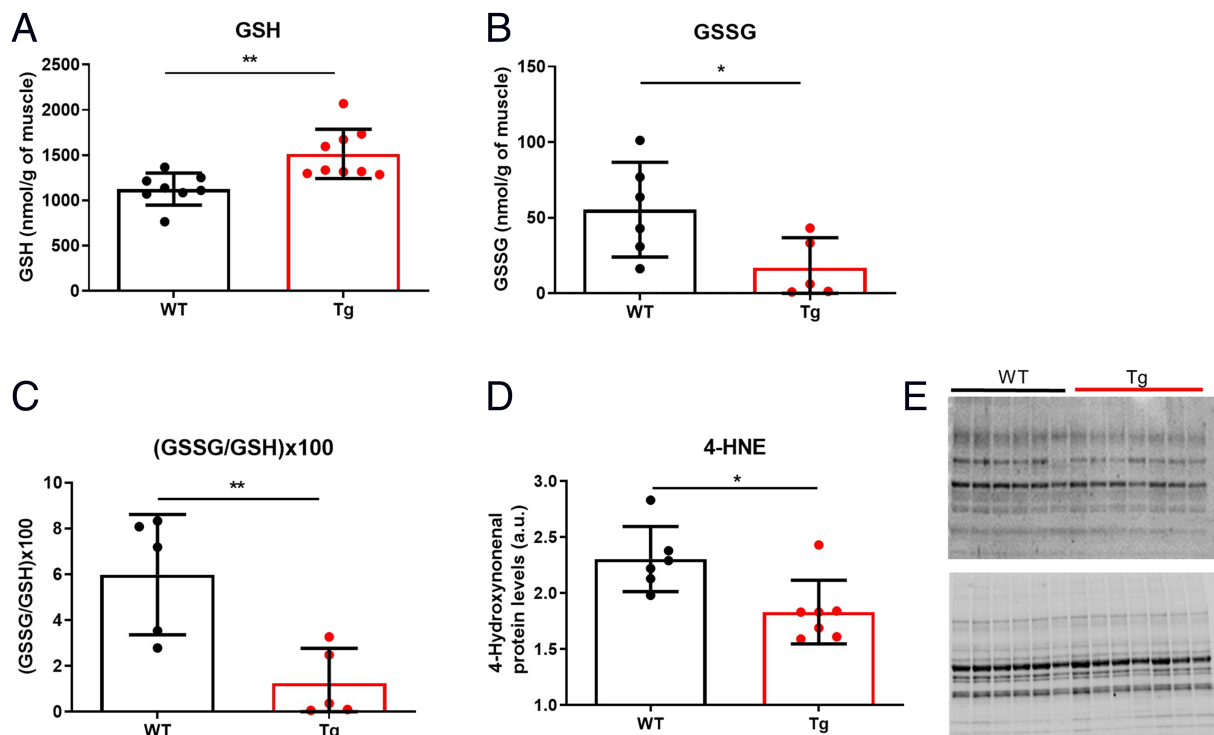 A
GSH
**
GSH (nmol/g of muscle)
2500
2000
1500
1000
500
0
WT
Tg
B
GSSG
*
GSSG (nmol/g of muscle)
150
100
50
0
WT
Tg
C
(GSSG/GSH)x100
**
(GSSG/GSH)x100
10
8
6
4
2
0
WT
Tg
D
4-HNE
*
4-Hydroxynonenal
protein levels (a.u.)
3.0
2.5
2.0
1.5
1.0
WT
Tg
E
WT
Tg